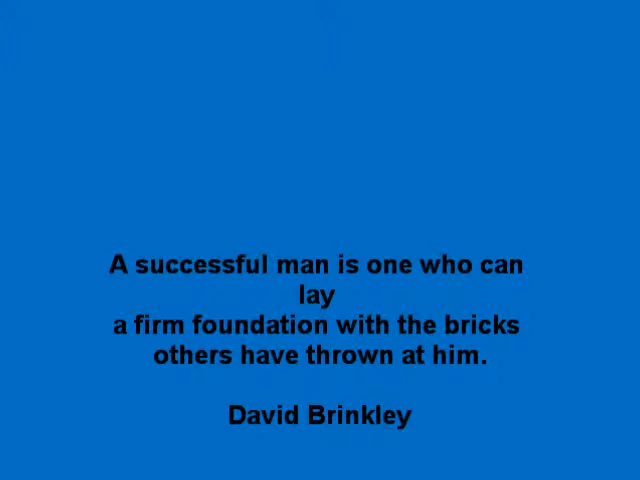 A successful man is one who can
lay
a firm foundation with the bricks
others have thrown at him.
David Brinkley